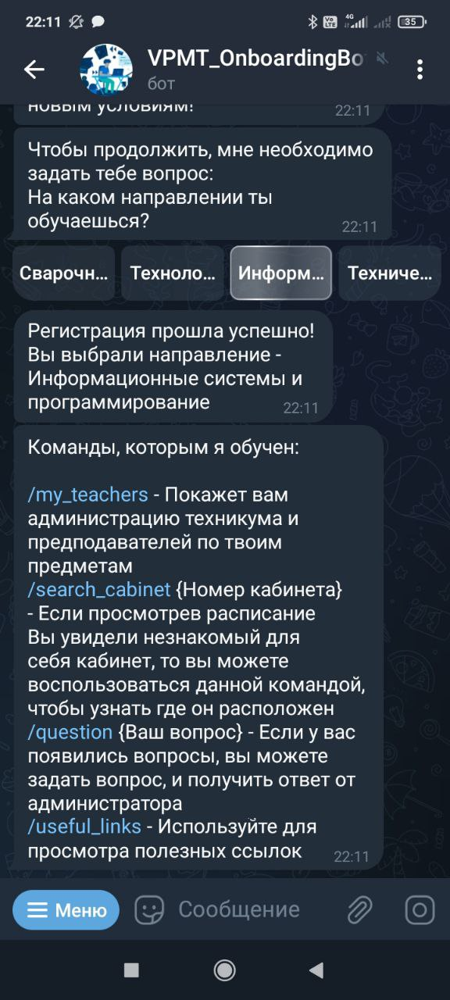 22:11
4G
35
VPMT_OnboardingBo
бот
новым условиям!
22:11
Чтобы продолжить, мне необходимо
задать тебе вопрос:
На каком направлении ты
обучаешься?
22:11
Сварочн... Техноло... Информ... Техниче...
Регистрация прошла успешно!
Вы выбрали направление -
Информационные системы и
программирование
22:11
Команды, которым я обучен:
/my_teachers - Покажет вам
администрацию техникума и
предподавателей по твоим
предметам
/search_cabinet {Номер кабинета}
- Если просмотрев расписание
Вы увидели незнакомый для
себя кабинет, то вы можете
воспользоваться данной командой,
чтобы узнать где он расположен
/question {Ваш вопрос} - Если у вас
появились вопросы, вы можете
задать вопрос, и получить ответ от
администратора
/useful_links - Используйте для
просмотра полезных ссылок
22:11
Меню
Сообщение